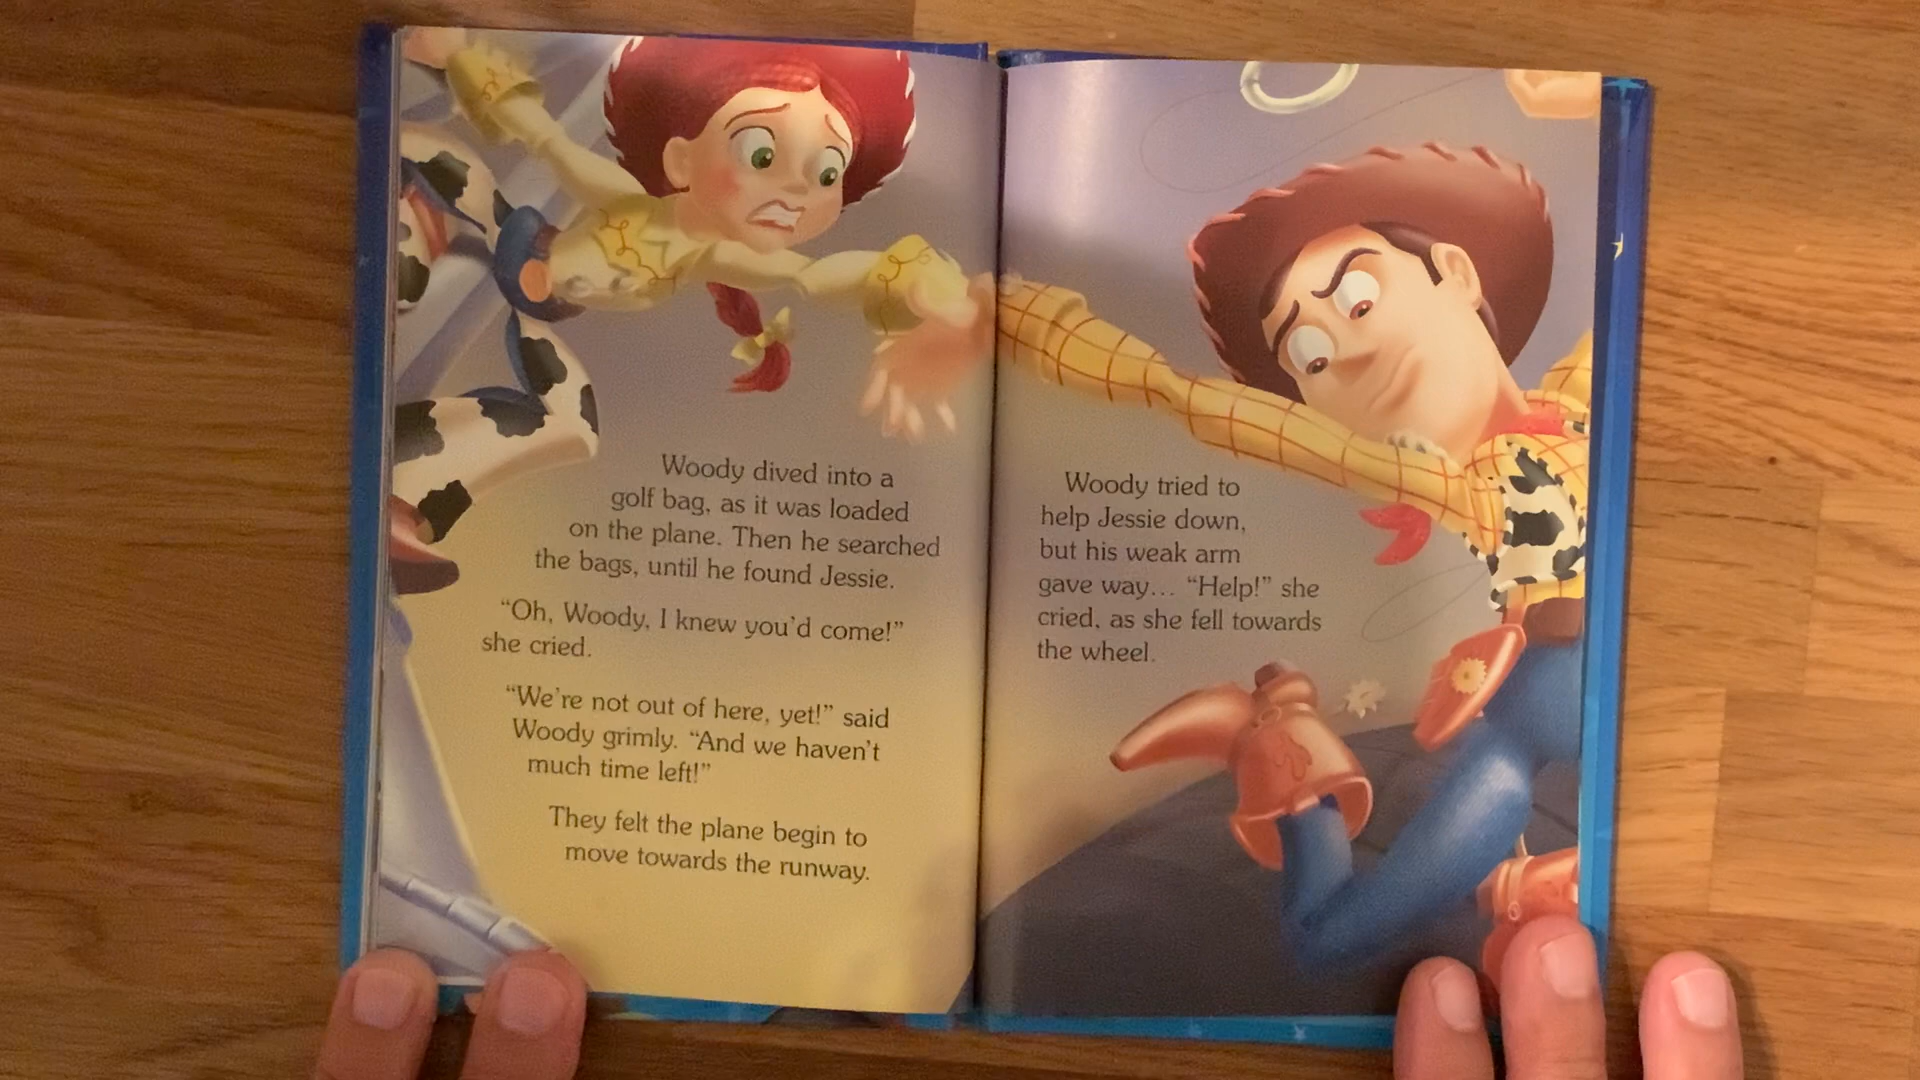 Woody dived into a
golf bag, as it was loaded
on the plane. Then he searched
the bags, until he found Jessie.
“Oh, Woody, I knew you’d come!”
she cried.
“We’re not out of here, yet!” said
Woody grimly. “And we haven’t
much time left!”
They felt the plane begin to
move towards the runway.
Woody tried to
help Jessie down,
but his weak arm
gave way… “Help!” she
cried, as she fell towards
the wheel.